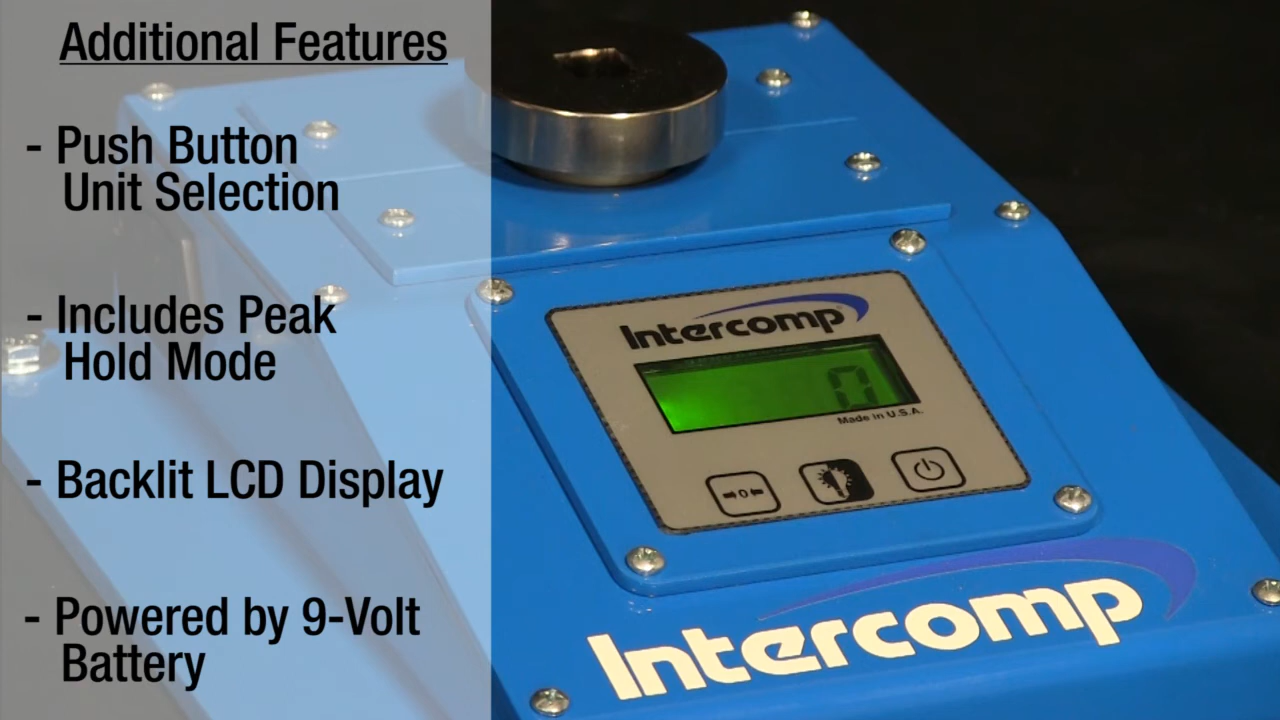 Additional Features
- Push Button
Unit Selection
- Includes Peak
Hold Mode
- Backlit LCD Display
- Powered by 9-Volt
Battery
Intercomp
0
Made in U.S.A.
→0←
Intercomp